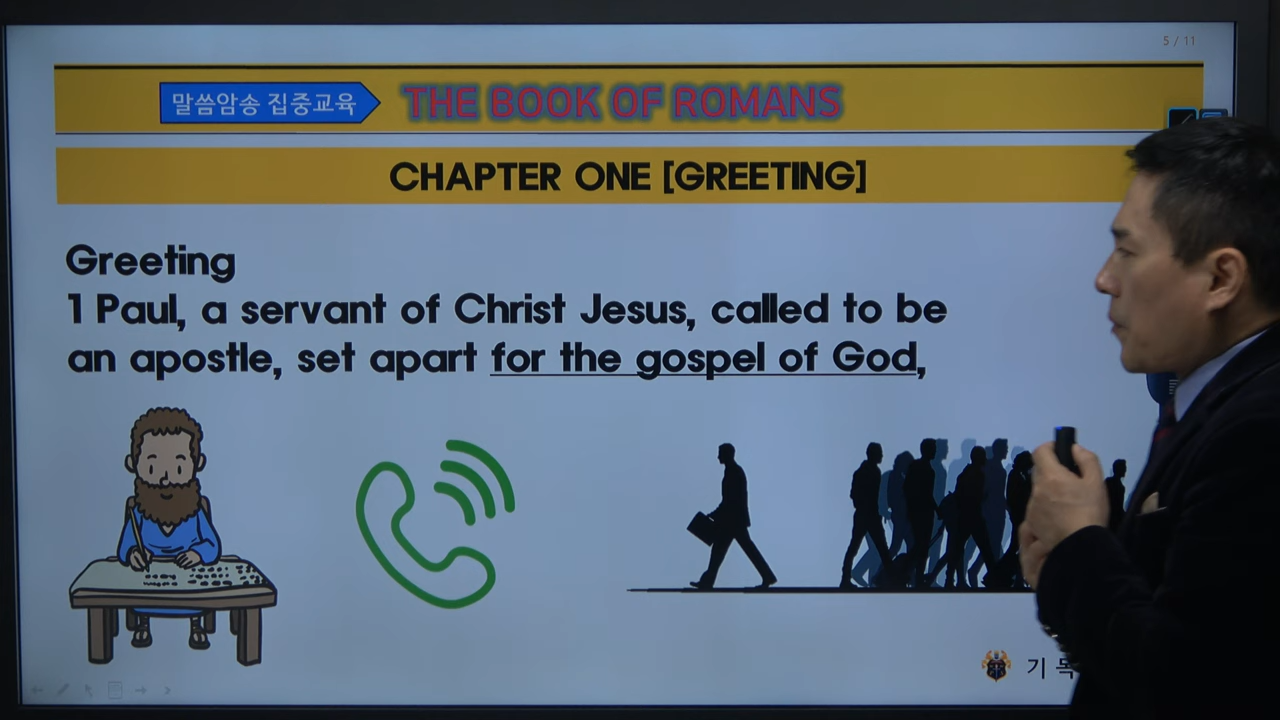 5 / 11
말씀암송 집중교육
THE BOOK OF ROMANS
CHAPTER ONE [GREETING]
Greeting
1 Paul, a servant of Christ Jesus, called to be
an apostle, set apart for the gospel of God,
기 독